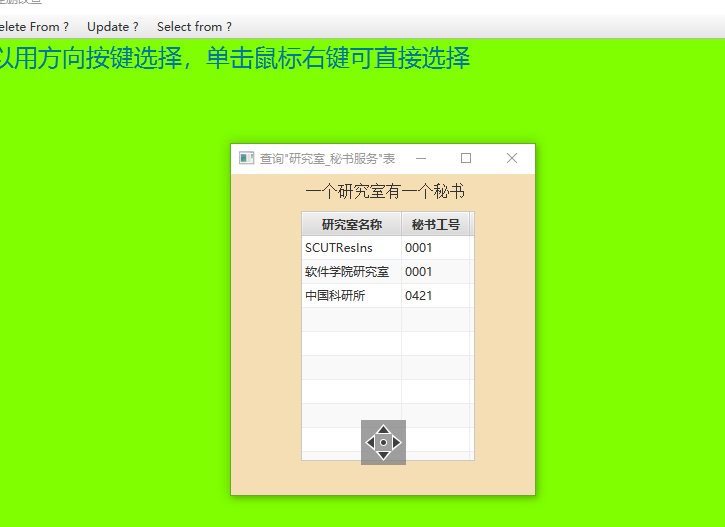 elete From ? Update ? Select from ?
以用方向按键选择，单击鼠标右键可直接选择
查询"研究室_秘书服务"表
一个研究室有一个秘书
研究室名称 秘书工号
SCUTResIns 0001
软件学院研究室 0001
中国科研所 0421